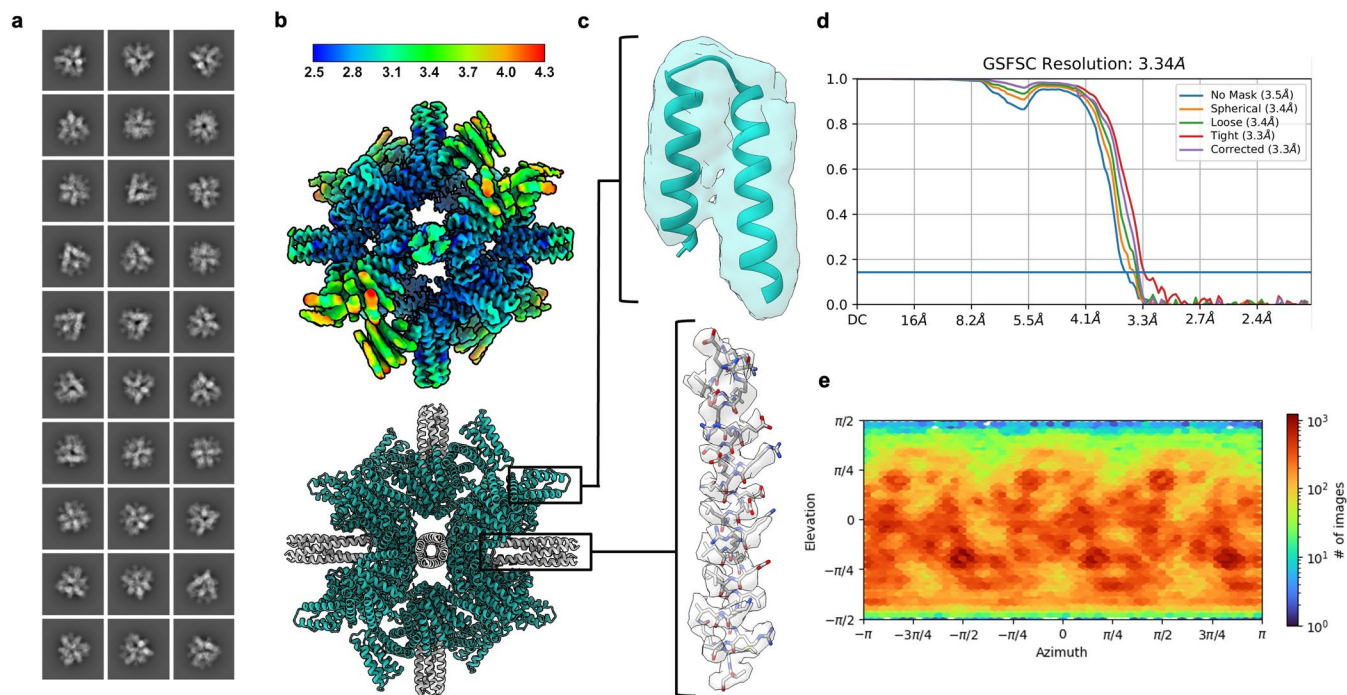 a
b
c
d
2.5 2.8 3.1 3.4 3.7 4.0 4.3
GSFSC Resolution: 3.34Å
1.0
0.8
0.6
0.4
0.2
0.0
No Mask (3.5Å)
Spherical (3.4Å)
Loose (3.4Å)
Tight (3.3Å)
Corrected (3.3Å)
DC 16Å 8.2Å 5.5Å 4.1Å 3.3Å 2.7Å 2.4Å
e
π/2
π/4
0
−π/4
−π/2
Elevation
−π −3π/4 −π/2 −π/4 0 π/4 π/2 3π/4 π
Azimuth
10³
10²
10¹
10⁰
# of images